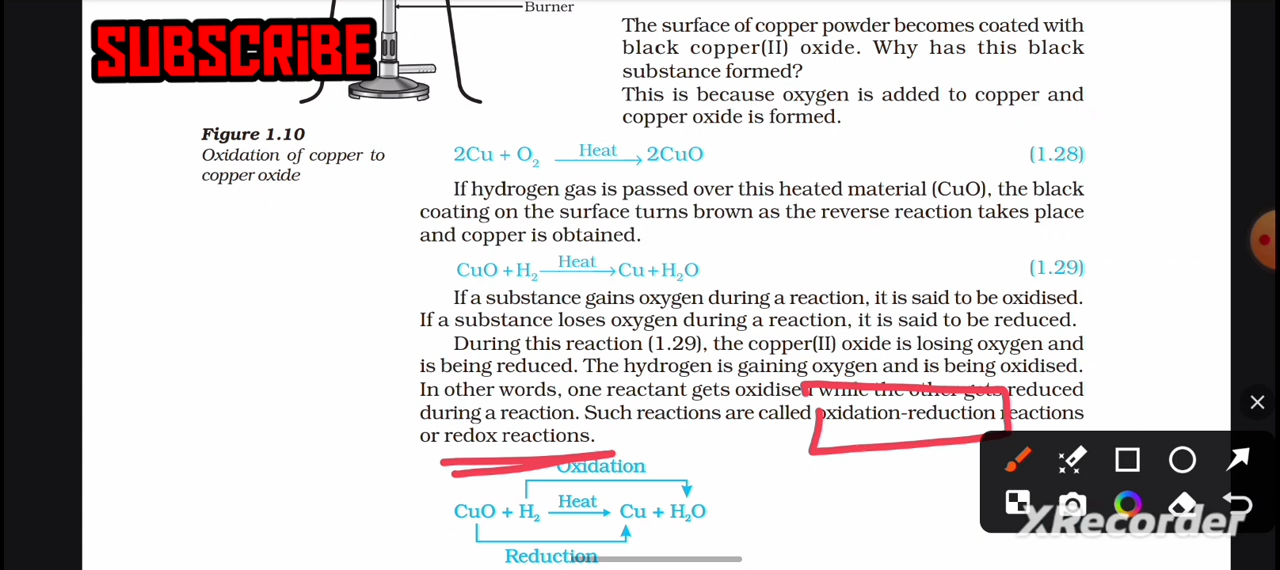 Burner
SUBSCRiBE
The surface of copper powder becomes coated with
black copper(II) oxide. Why has this black
substance formed?
This is because oxygen is added to copper and
copper oxide is formed.
Figure 1.10
Oxidation of copper to
copper oxide
2Cu + O₂ Heat → 2CuO (1.28)
If hydrogen gas is passed over this heated material (CuO), the black
coating on the surface turns brown as the reverse reaction takes place
and copper is obtained.
CuO + H₂ Heat → Cu + H₂O (1.29)
If a substance gains oxygen during a reaction, it is said to be oxidised.
If a substance loses oxygen during a reaction, it is said to be reduced.
During this reaction (1.29), the copper(II) oxide is losing oxygen and
is being reduced. The hydrogen is gaining oxygen and is being oxidised.
In other words, one reactant gets oxidised while the other gets reduced
during a reaction. Such reactions are called oxidation-reduction reactions
or redox reactions.
Oxidation
CuO + H₂ Heat → Cu + H₂O
Reduction
XRecorder